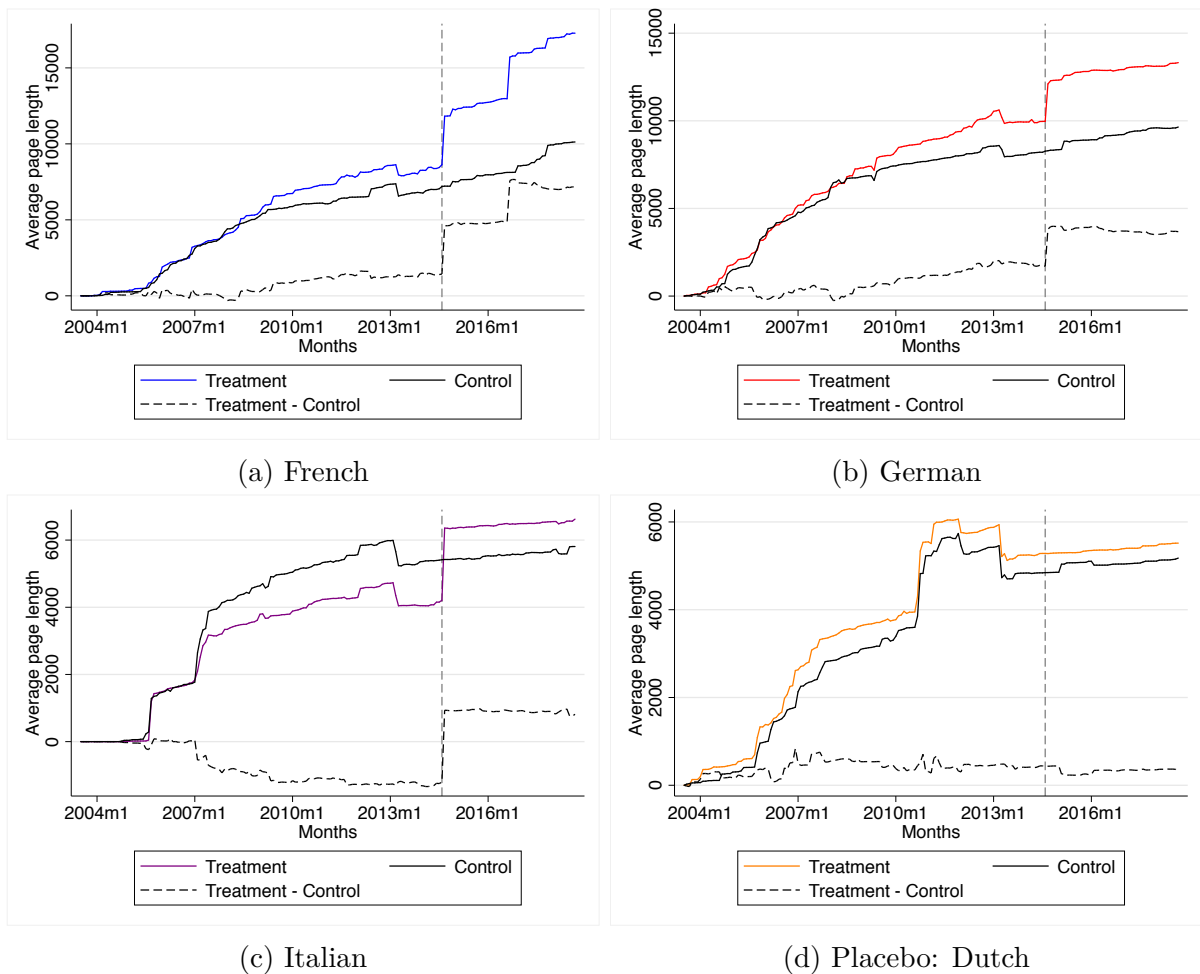 Average page length
15000
10000
5000
0
2004m1 2007m1 2010m1 2013m1 2016m1
Months
Treatment Control
Treatment - Control
(a) French
Average page length
15000
10000
5000
0
2004m1 2007m1 2010m1 2013m1 2016m1
Months
Treatment Control
Treatment - Control
(b) German
Average page length
6000
4000
2000
0
2004m1 2007m1 2010m1 2013m1 2016m1
Months
Treatment Control
Treatment - Control
(c) Italian
Average page length
6000
4000
2000
0
2004m1 2007m1 2010m1 2013m1 2016m1
Months
Treatment Control
Treatment - Control
(d) Placebo: Dutch